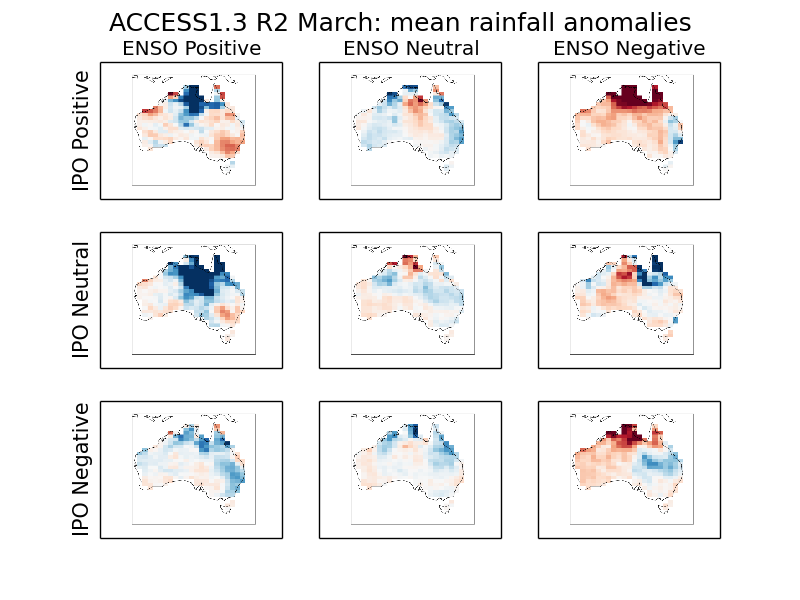 ACCESS1.3 R2 March: mean rainfall anomalies
ENSO Positive
ENSO Neutral
ENSO Negative
IPO Positive
IPO Neutral
IPO Negative